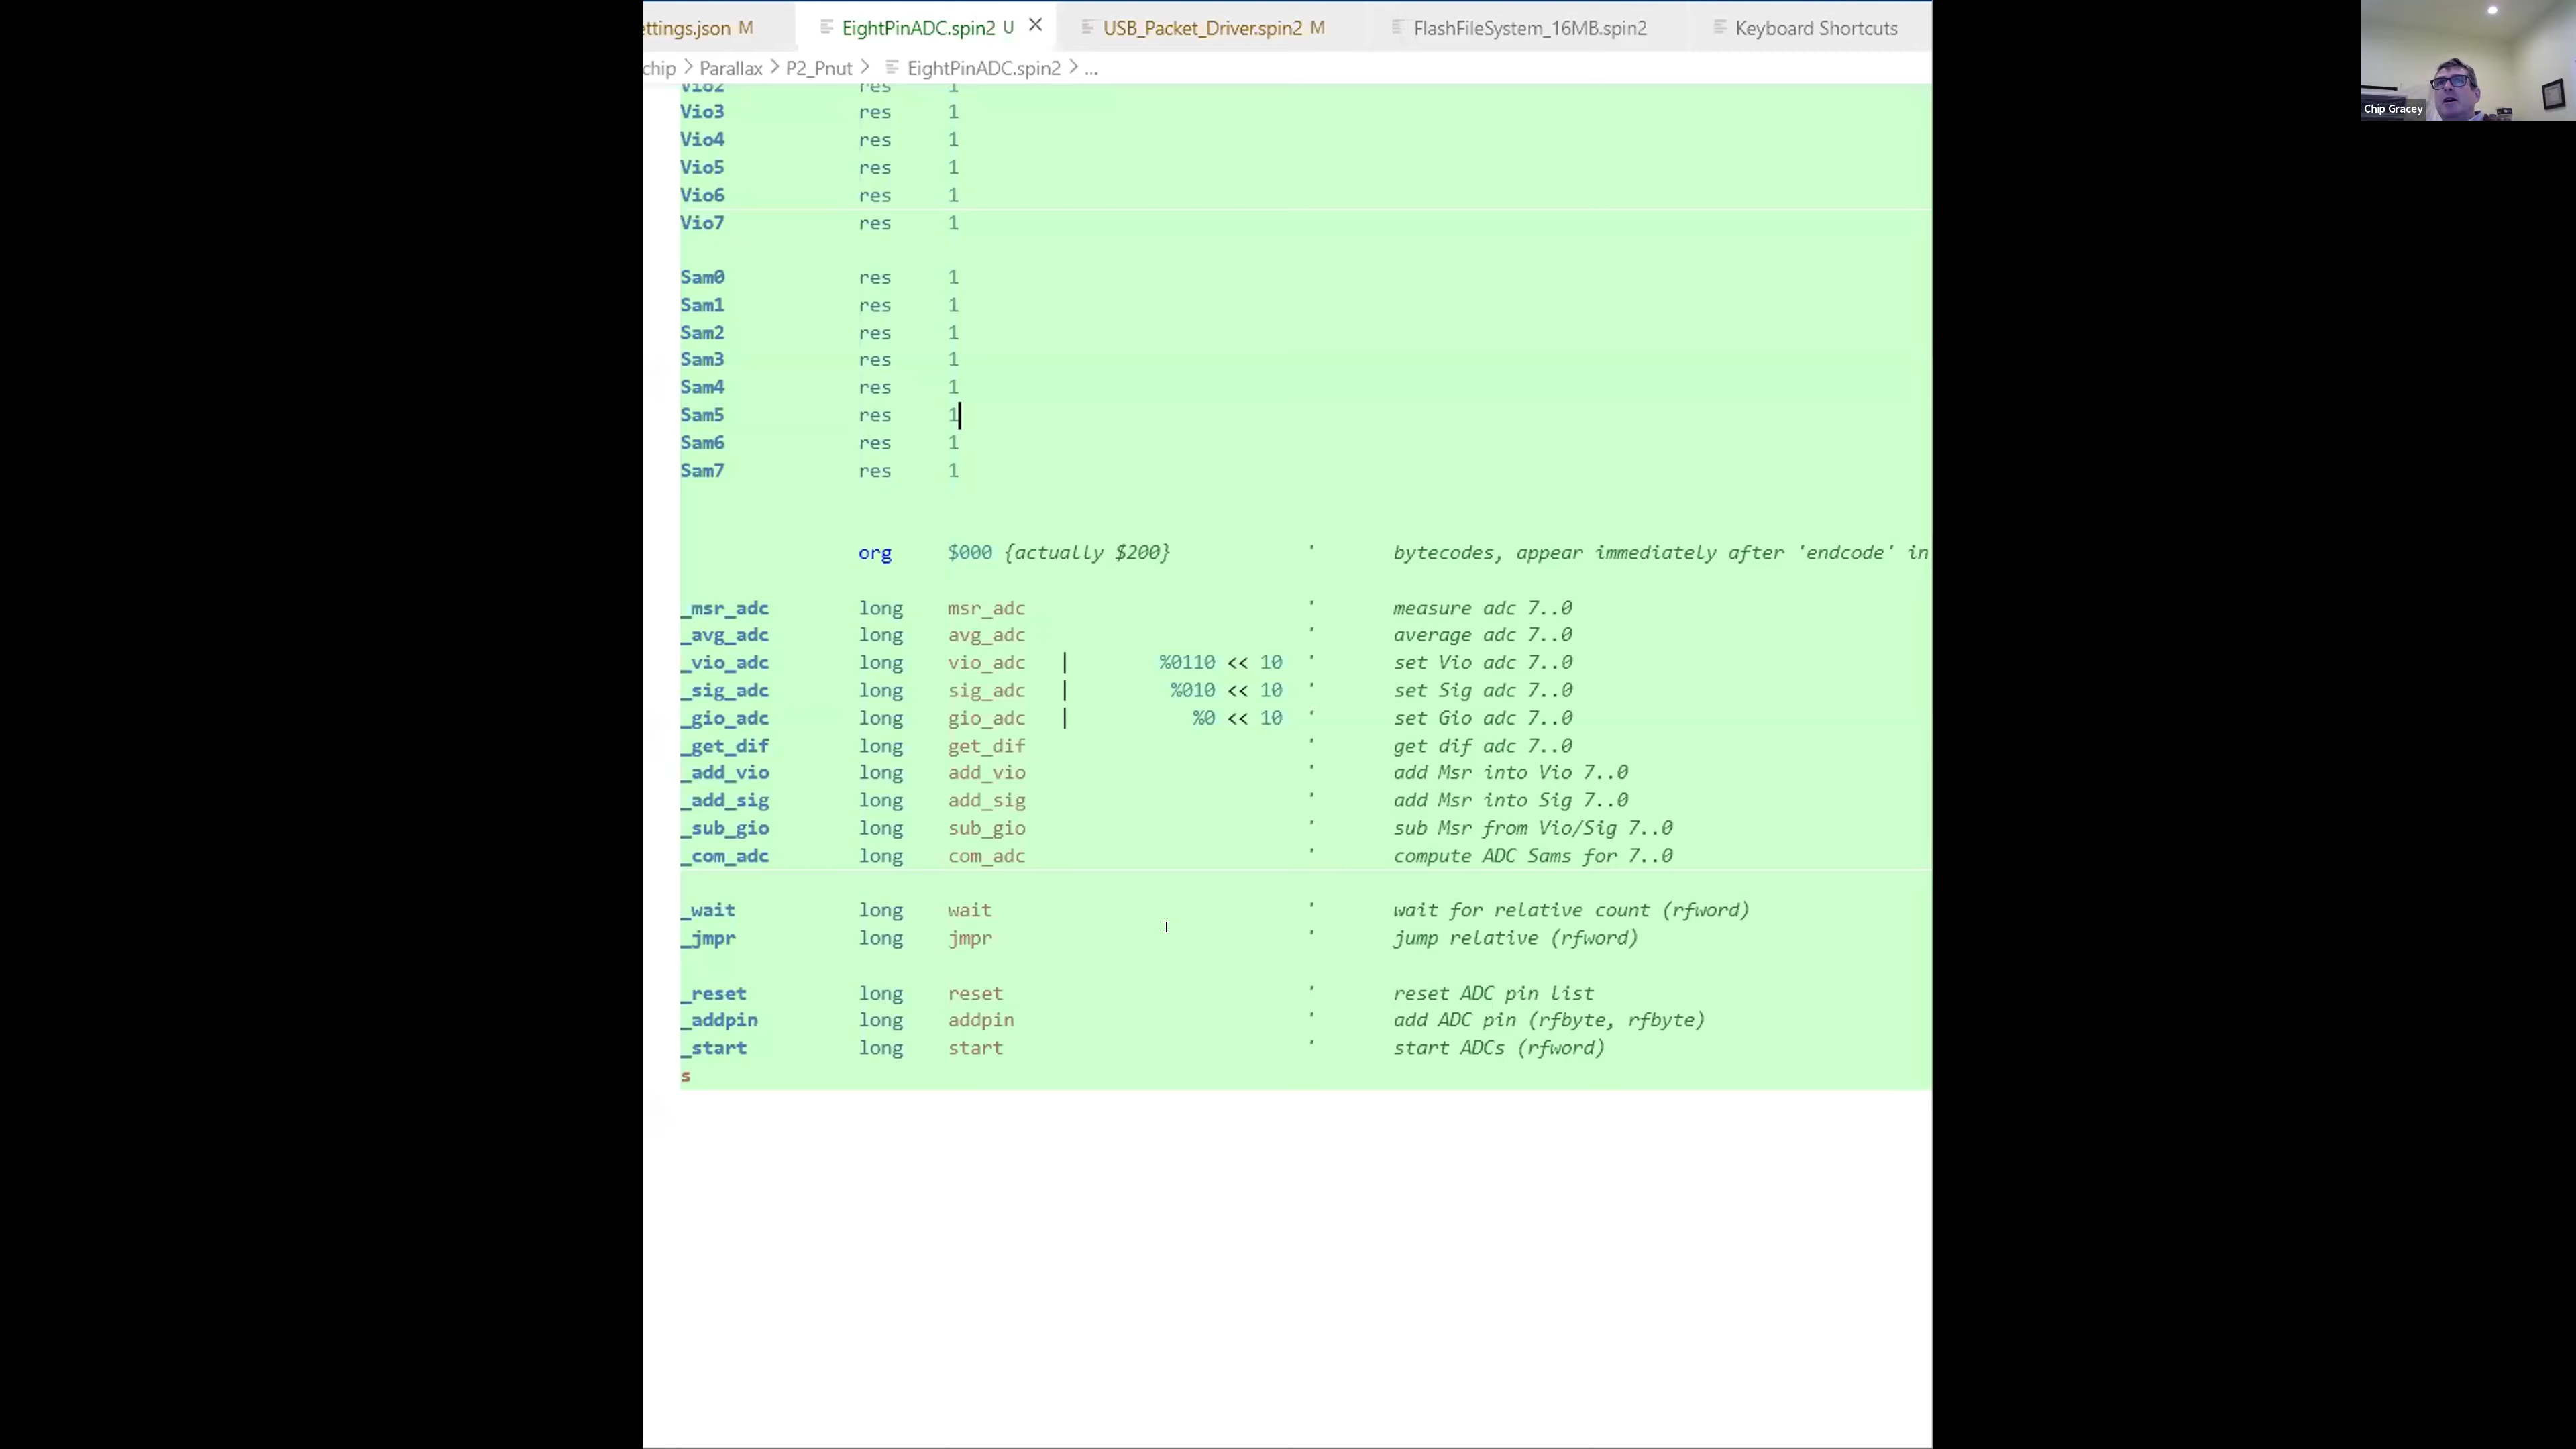 ettings.json M EightPinADC.spin2 U USB_Packet_Driver.spin2 M FlashFileSystem_16MB.spin2 Keyboard Shortcuts
chip > Parallax > P2_Pnut > EightPinADC.spin2 > ...
Vio2 res 1
Vio3 res 1
Vio4 res 1
Vio5 res 1
Vio6 res 1
Vio7 res 1
Sam0 res 1
Sam1 res 1
Sam2 res 1
Sam3 res 1
Sam4 res 1
Sam5 res 1
Sam6 res 1
Sam7 res 1
org $000 {actually $200} ' bytecodes, appear immediately after 'endcode' in
_msr_adc long msr_adc ' measure adc 7..0
_avg_adc long avg_adc ' average adc 7..0
_vio_adc long vio_adc | %0110 << 10 ' set Vio adc 7..0
_sig_adc long sig_adc | %010 << 10 ' set Sig adc 7..0
_gio_adc long gio_adc | %0 << 10 ' set Gio adc 7..0
_get_dif long get_dif ' get dif adc 7..0
_add_vio long add_vio ' add Msr into Vio 7..0
_add_sig long add_sig ' add Msr into Sig 7..0
_sub_gio long sub_gio ' sub Msr from Vio/Sig 7..0
_com_adc long com_adc ' compute ADC Sams for 7..0
_wait long wait ' wait for relative count (rfword)
_jmpr long jmpr ' jump relative (rfword)
_reset long reset ' reset ADC pin list
_addpin long addpin ' add ADC pin (rfbyte, rfbyte)
_start long start ' start ADCs (rfword)
s
Chip Gracey